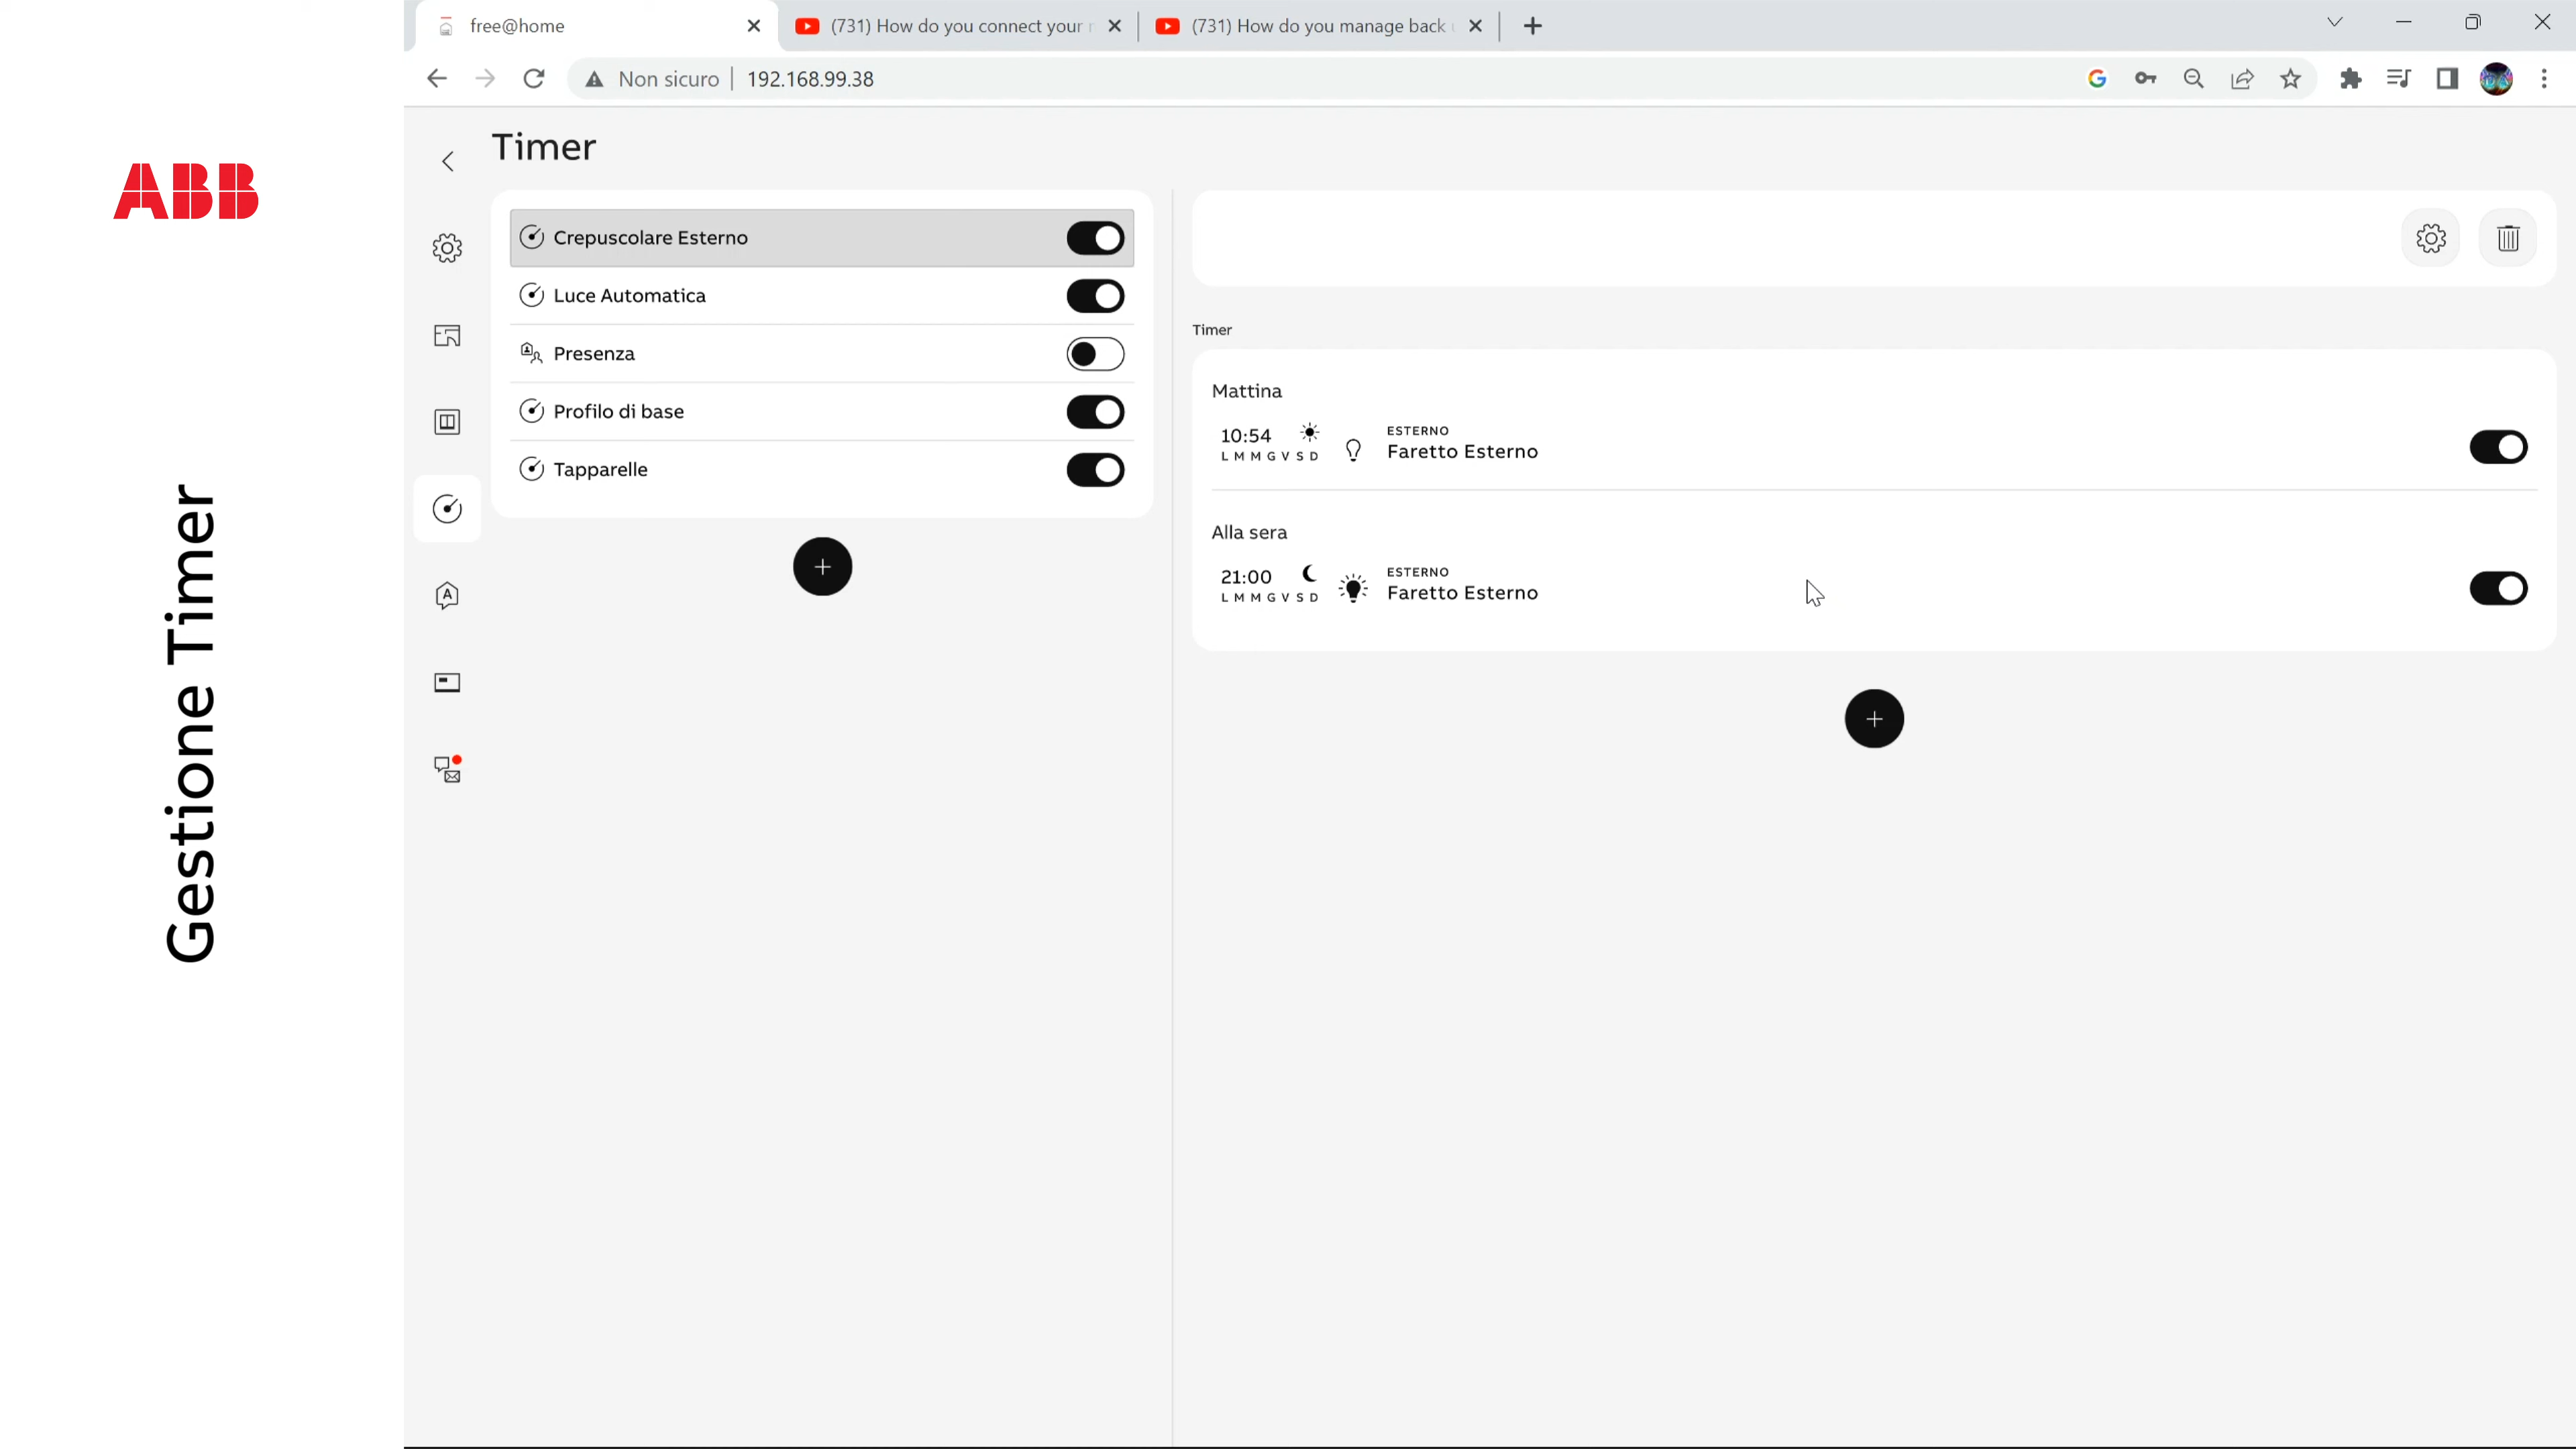 ABB
Gestione Timer
free@home
(731) How do you connect your
(731) How do you manage back
Non sicuro
192.168.99.38
Timer
Crepuscolare Esterno
Luce Automatica
Presenza
Profilo di base
Tapparelle
Timer
Mattina
10:54
L M M G V S D
ESTERNO
Faretto Esterno
Alla sera
21:00
L M M G V S D
ESTERNO
Faretto Esterno